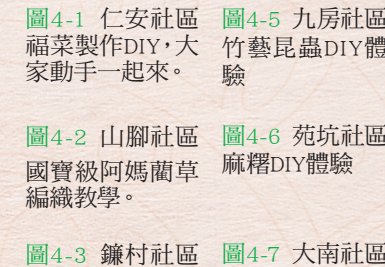 圖4-1 仁安社區
福菜製作DIY，大
家動手一起來。
圖4-2 山腳社區
國寶級阿媽藺草
編織教學。
圖4-3 鐮村社區
圖4-5 九房社區
竹藝昆蟲DIY體
驗
圖4-6 苑坑社區
麻糬DIY體驗
圖4-7 大南社區